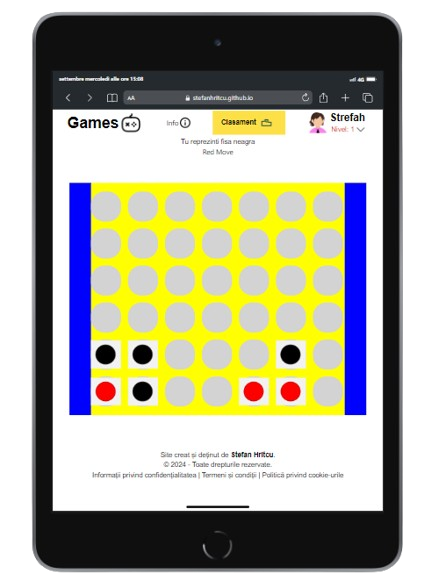 settembre mercoledì alle ore 15:08
4G
AA
stefanhritcu.github.io
Games
Info
Clasament
Strefah
Nivel: 1
Tu reprezinti fisa neagra
Red Move
Site creat și deținut de Stefan Hritcu.
© 2024 - Toate drepturile rezervate.
Informații privind confidențialitatea | Termeni și condiții | Politică privind cookie-urile